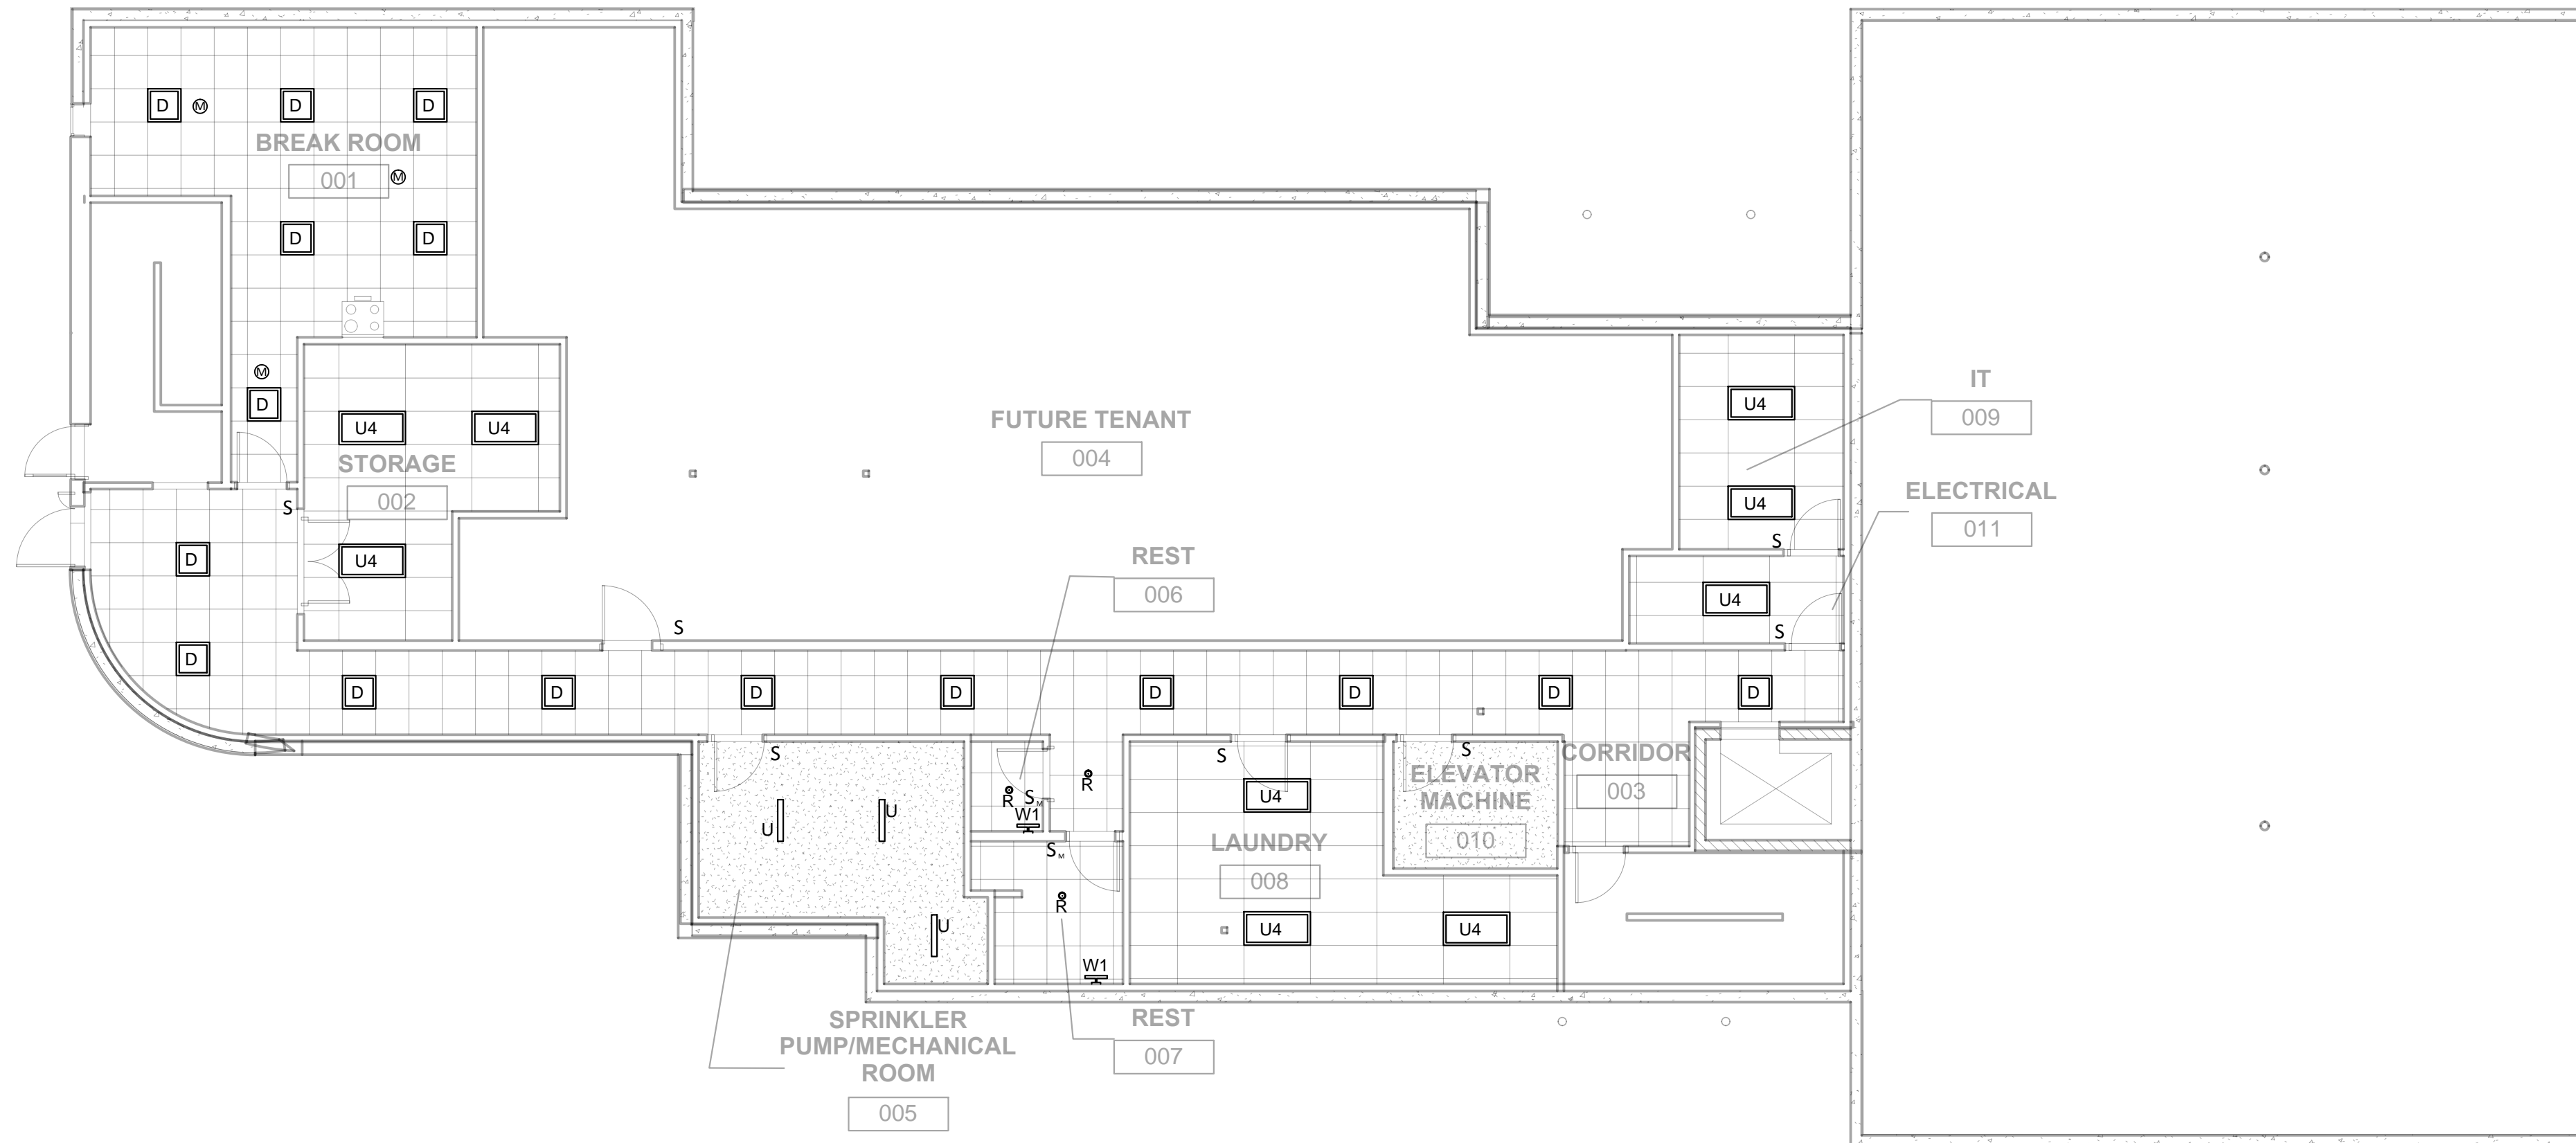 D
M
D
D
BREAK ROOM
001
M
D
D
M
D
IT
009
U4
FUTURE TENANT
004
U4
U4
STORAGE
002
S
U4
ELECTRICAL
011
S
D
U4
REST
006
U4
S
S
D
D
D
D
D
D
D
D
D
S
S
S
CORRIDOR
003
ELEVATOR
MACHINE
010
R
R
SM
W1
U
U
U4
LAUNDRY
008
SM
R
U
U4
U4
W1
SPRINKLER
PUMP/MECHANICAL
ROOM
005
REST
007